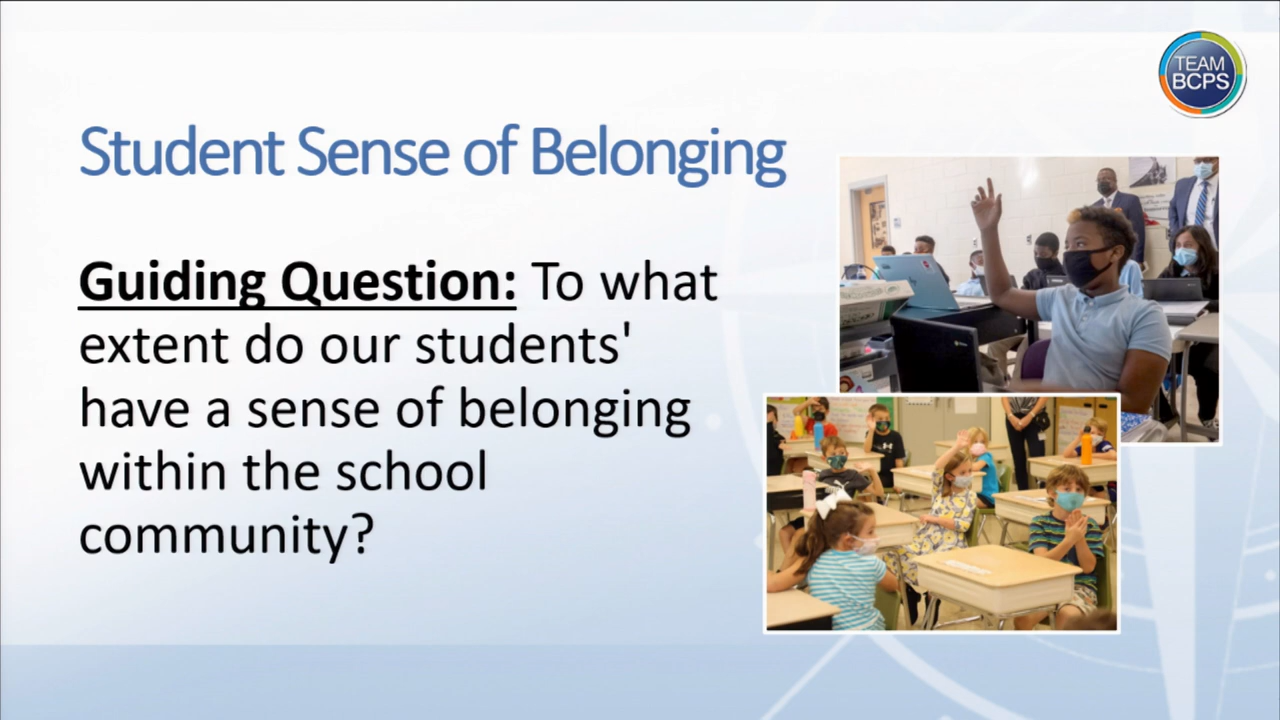 TEAM
BCPS
Student Sense of Belonging
Guiding Question: To what
extent do our students'
have a sense of belonging
within the school
community?